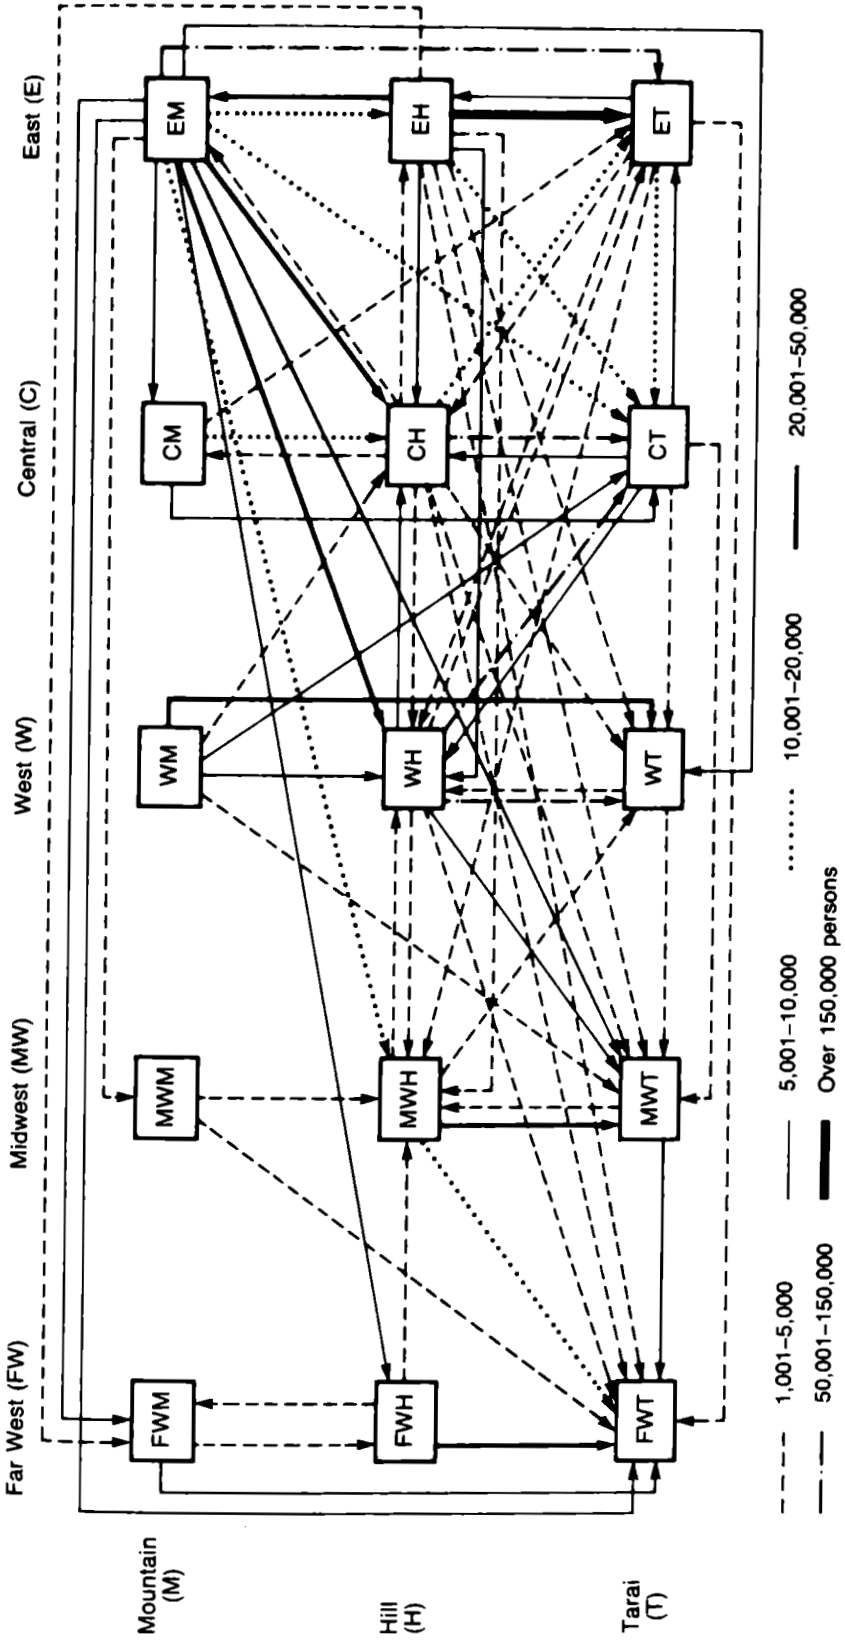 Far West (FW) Midwest (MW) West (W) Central (C) East (E)
Mountain
(M)
FWM MWM WM CM EM
Hill
(H)
FWH MWH WH CH EH
Tarai
(T)
FWT MWT WT CT ET
1,001–5,000 5,001–10,000 10,001–20,000 20,001–50,000
50,001–150,000 Over 150,000 persons